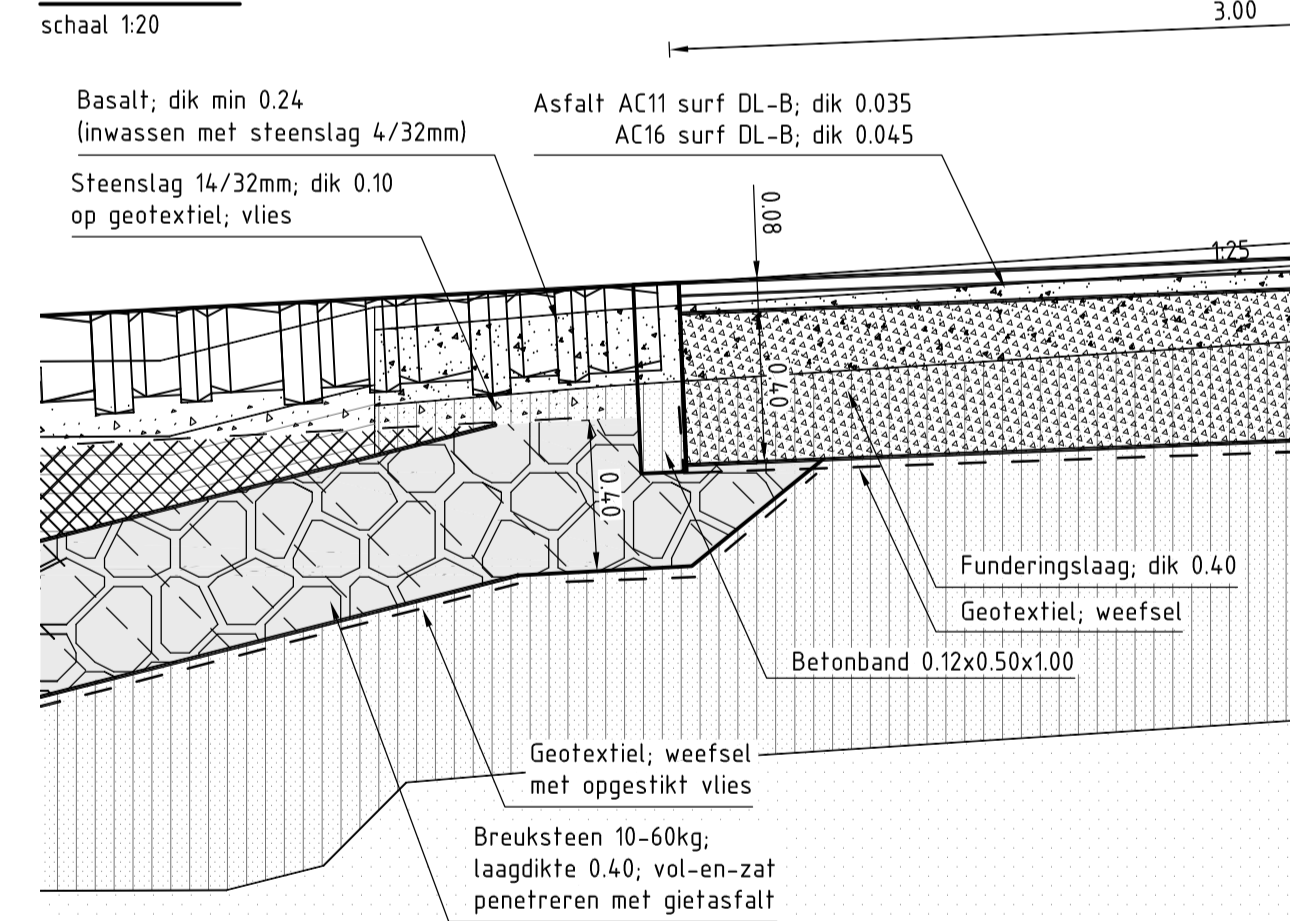 schaal 1:20
3.00
Basalt; dik min 0.24
(inwassen met steenslag 4/32mm)
Asfalt AC11 surf DL-B; dik 0.035
AC16 surf DL-B; dik 0.045
Steenslag 14/32mm; dik 0.10
op geotextiel; vlies
0.08
1:25
0.40
0.40
Funderingslaag; dik 0.40
Geotextiel; weefsel
Betonband 0.12x0.50x1.00
Geotextiel; weefsel
met opgestikt vlies
Breuksteen 10-60kg;
laagdikte 0.40; vol-en-zat
penetreren met gietasfalt